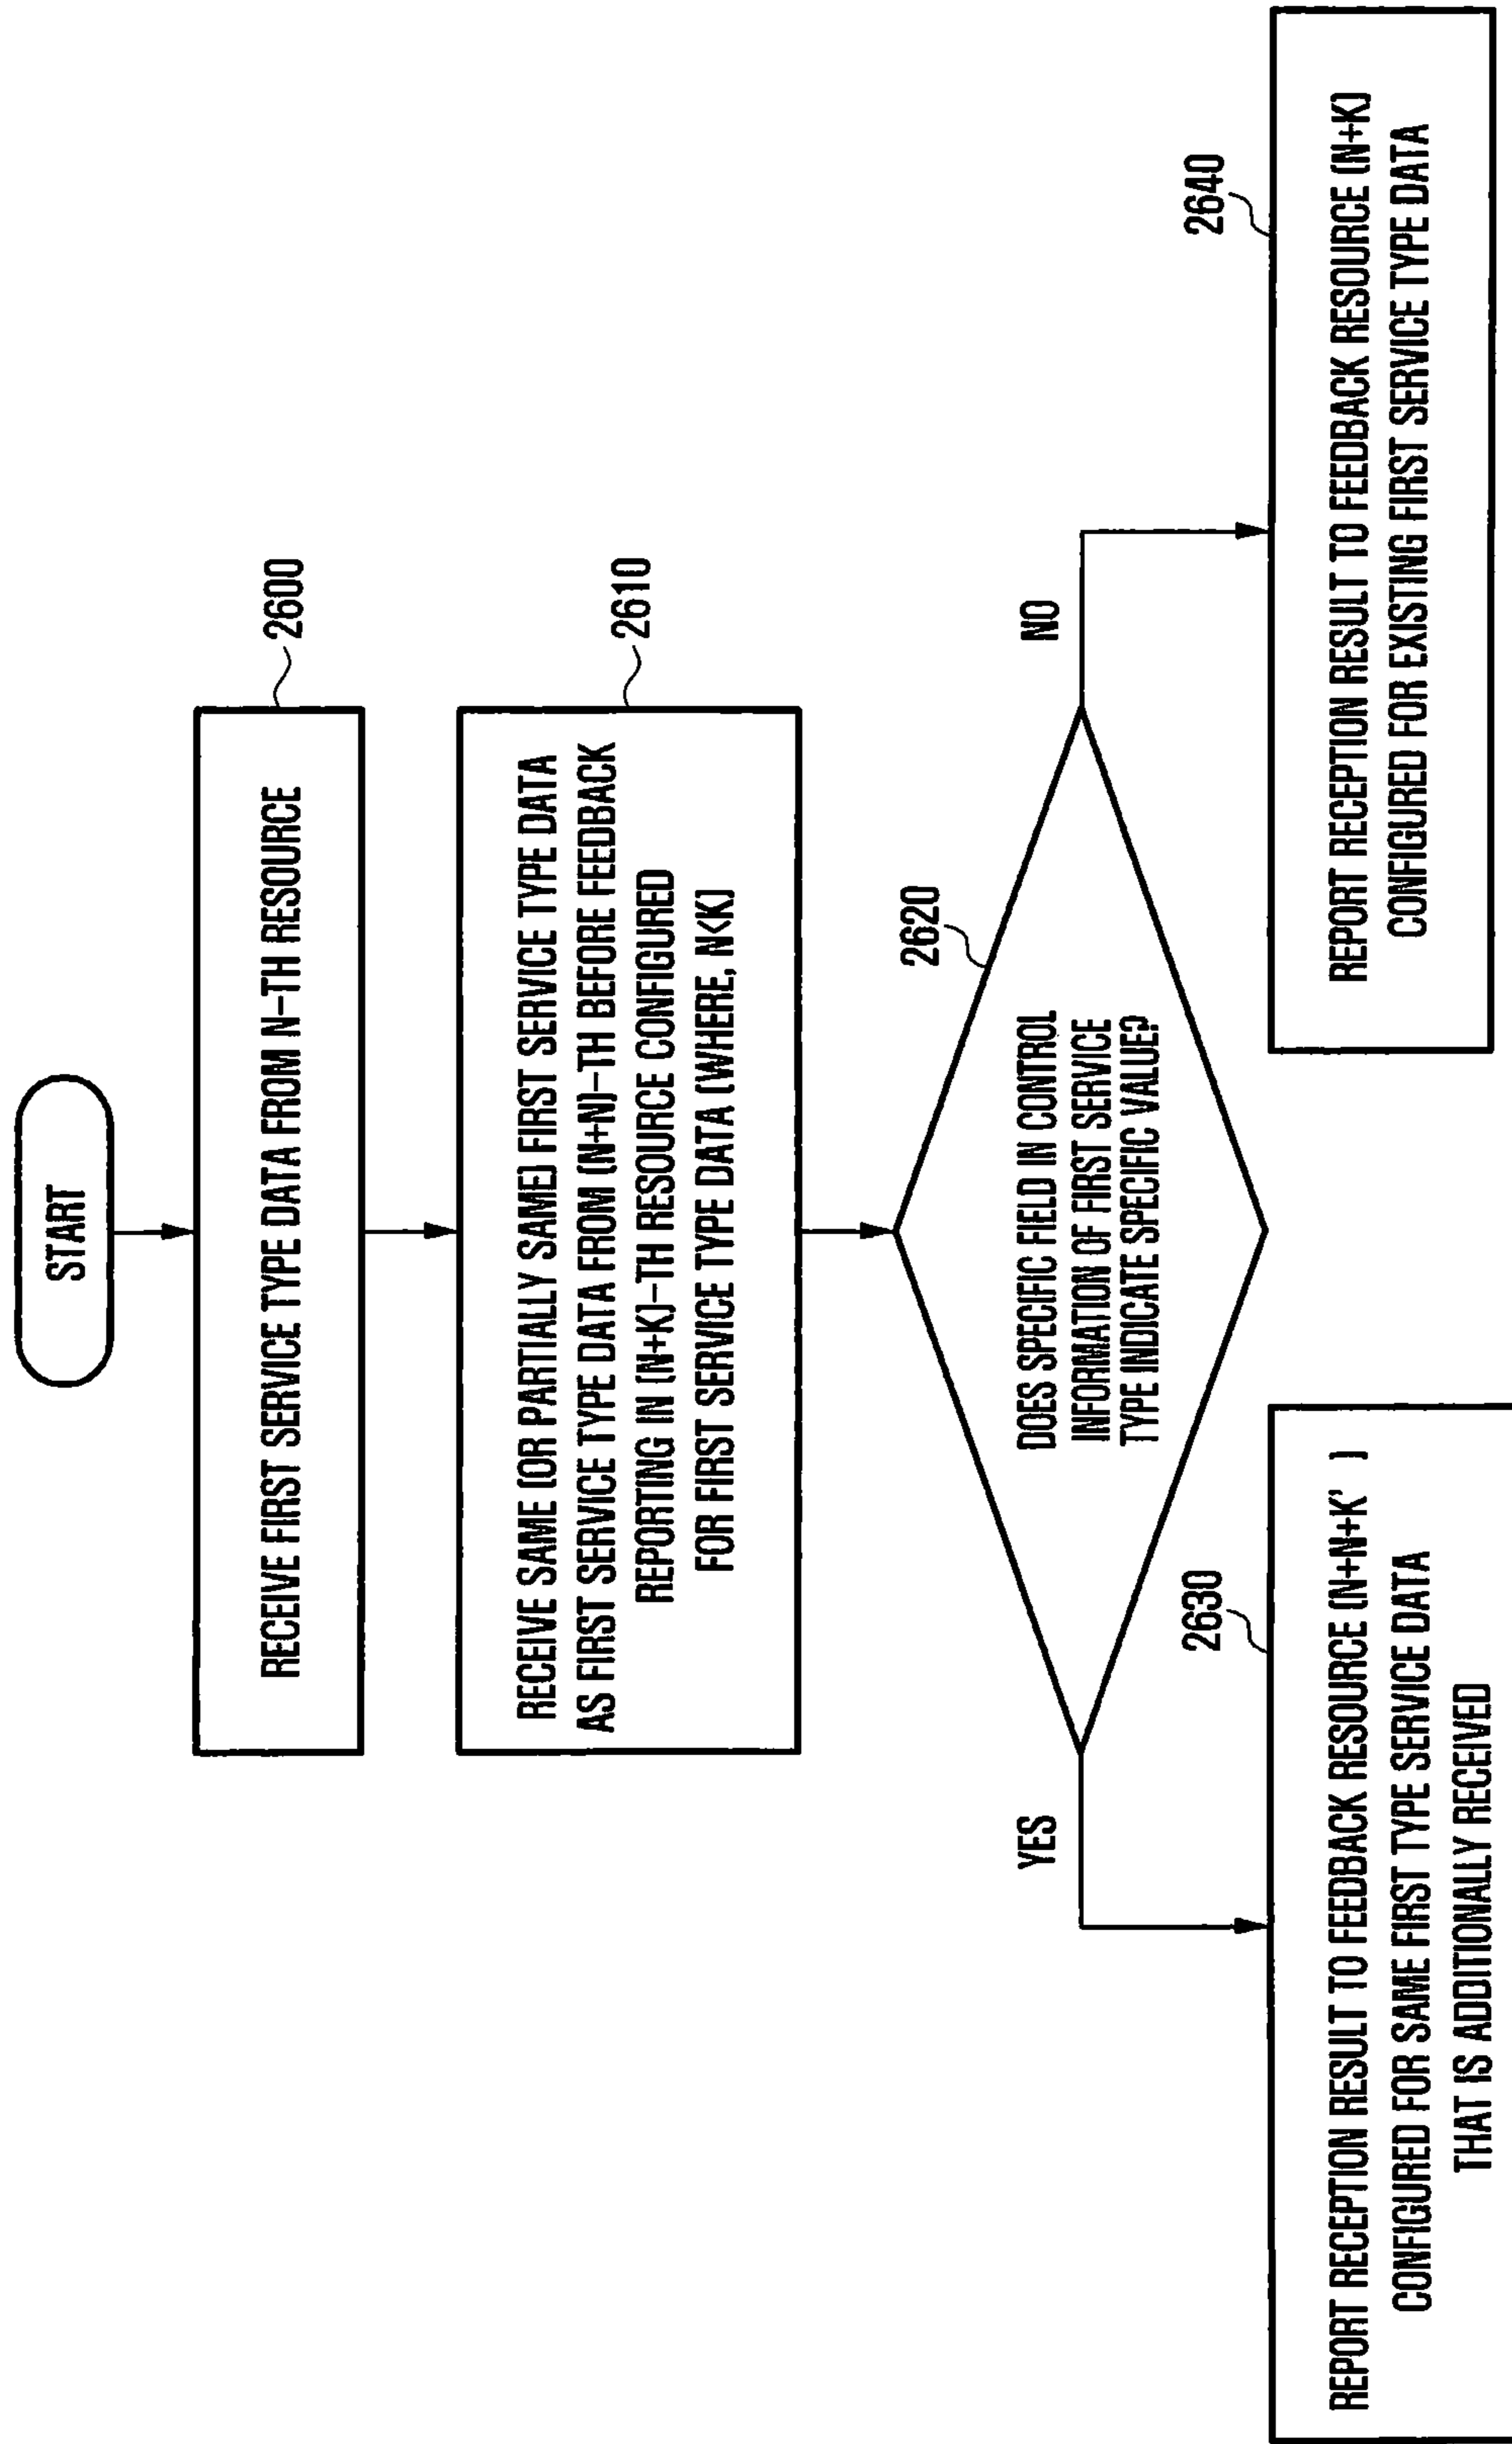 START
RECEIVE FIRST SERVICE TYPE DATA FROM N-TH RESOURCE
2600
RECEIVE SAME (OR PARTIALLY SAME) FIRST SERVICE TYPE DATA
AS FIRST SERVICE TYPE DATA FROM (N+N)-TH BEFORE FEEDBACK
REPORTING IN (N+K)-TH RESOURCE CONFIGURED
FOR FIRST SERVICE TYPE DATA (WHERE, N<K)
2610
DOES SPECIFIC FIELD IN CONTROL
INFORMATION OF FIRST SERVICE
TYPE INDICATE SPECIFIC VALUE?
2620
YES
NO
REPORT RECEPTION RESULT TO FEEDBACK RESOURCE (N+N+K' )
CONFIGURED FOR SAME FIRST TYPE SERVICE DATA
THAT IS ADDITIONALLY RECEIVED
2630
REPORT RECEPTION RESULT TO FEEDBACK RESOURCE (N+K)
CONFIGURED FOR EXISTING FIRST SERVICE TYPE DATA
2640